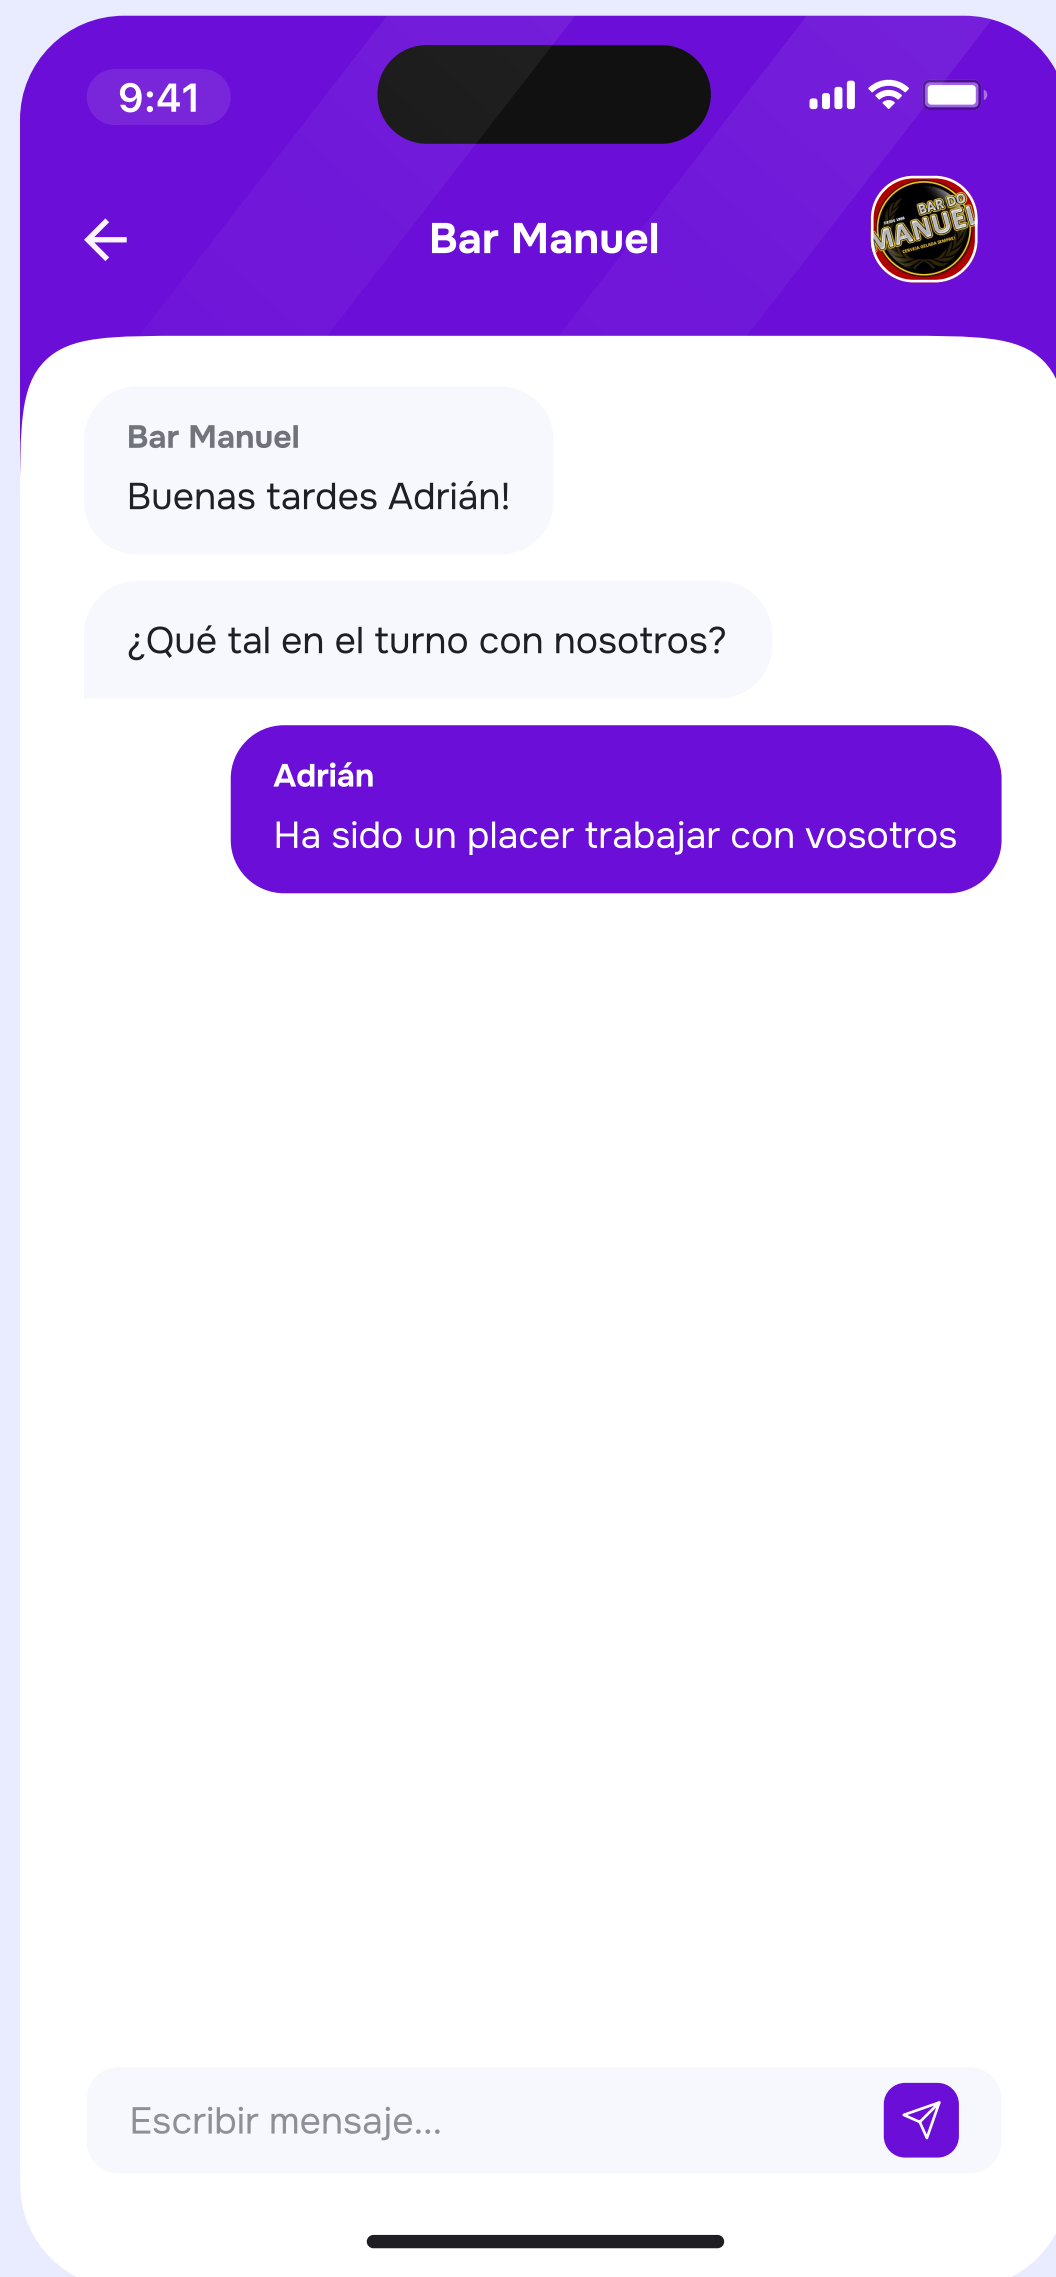 9:41
Bar Manuel
BAR DO
MANUEL
Bar Manuel
Buenas tardes Adrián!
¿Qué tal en el turno con nosotros?
Adrián
Ha sido un placer trabajar con vosotros
Escribir mensaje...